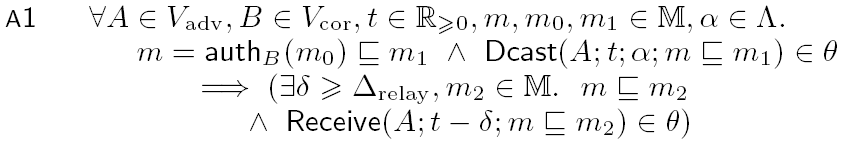 A1 ∀A ∈ V_adv, B ∈ V_cor, t ∈ ℝ_⩾0, m, m_0, m_1 ∈ 𝕄, α ∈ Λ.
m = auth_B(m_0) ⊑ m_1 ∧ Dcast(A; t; α; m ⊑ m_1) ∈ θ
⟹ (∃δ ⩾ Δ_relay, m_2 ∈ 𝕄. m ⊑ m_2
∧ Receive(A; t − δ; m ⊑ m_2) ∈ θ)